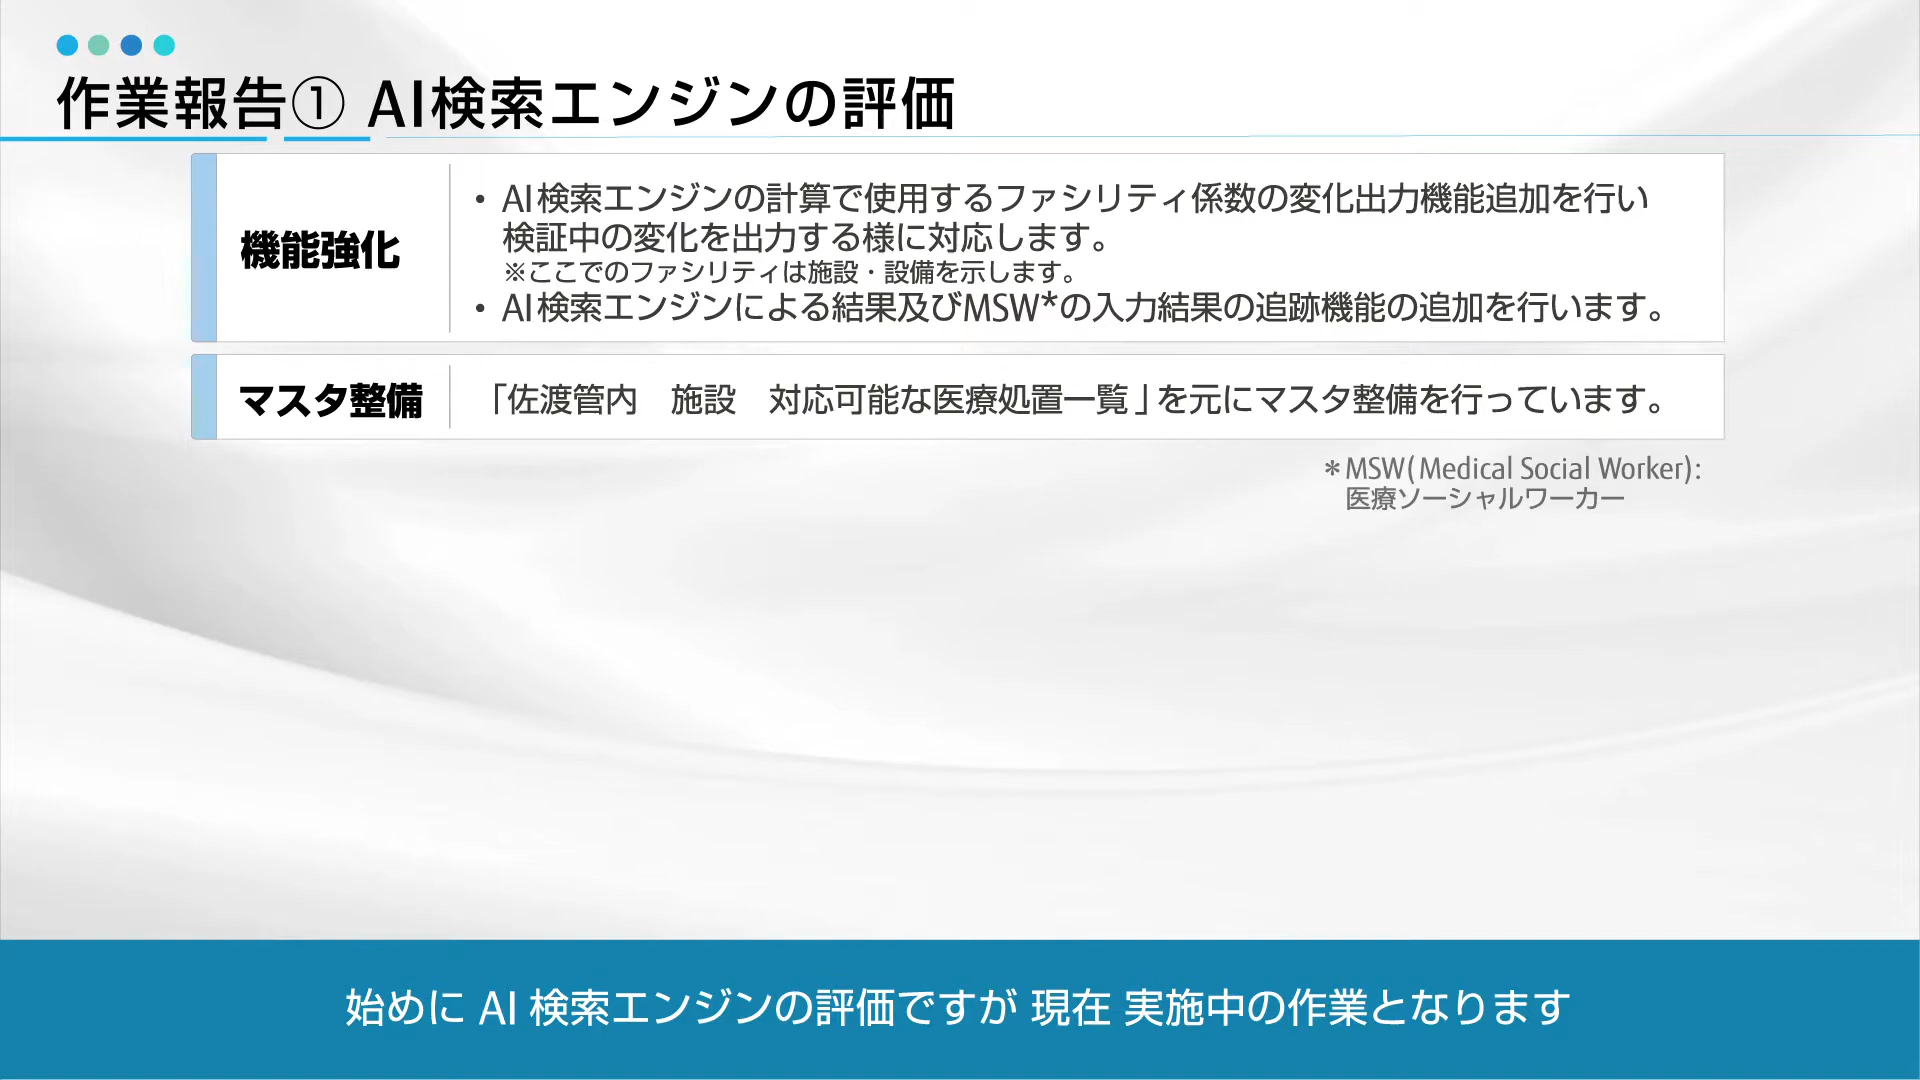 作業報告① AI検索エンジンの評価
機能強化
・AI検索エンジンの計算で使用するファシリティ係数の変化出力機能追加を行い
検証中の変化を出力する様に対応します。
※ここでのファシリティは施設・設備を示します。
・AI検索エンジンによる結果及びMSW*の入力結果の追跡機能の追加を行います。
マスタ整備
「佐渡管内　施設　対応可能な医療処置一覧」を元にマスタ整備を行っています。
＊MSW(Medical Social Worker):
医療ソーシャルワーカー
始めに AI 検索エンジンの評価ですが 現在 実施中の作業となります